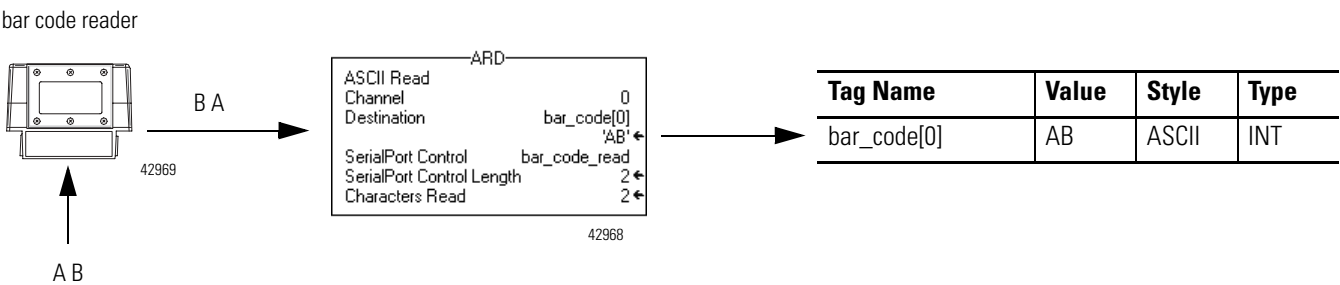 bar code reader
B A
42969
A B
ARD
ASCII Read
Channel 0
Destination bar_code[0]
'AB'
SerialPort Control bar_code_read
SerialPort Control Length 2
Characters Read 2
42968
Tag Name Value Style Type
bar_code[0] AB ASCII INT